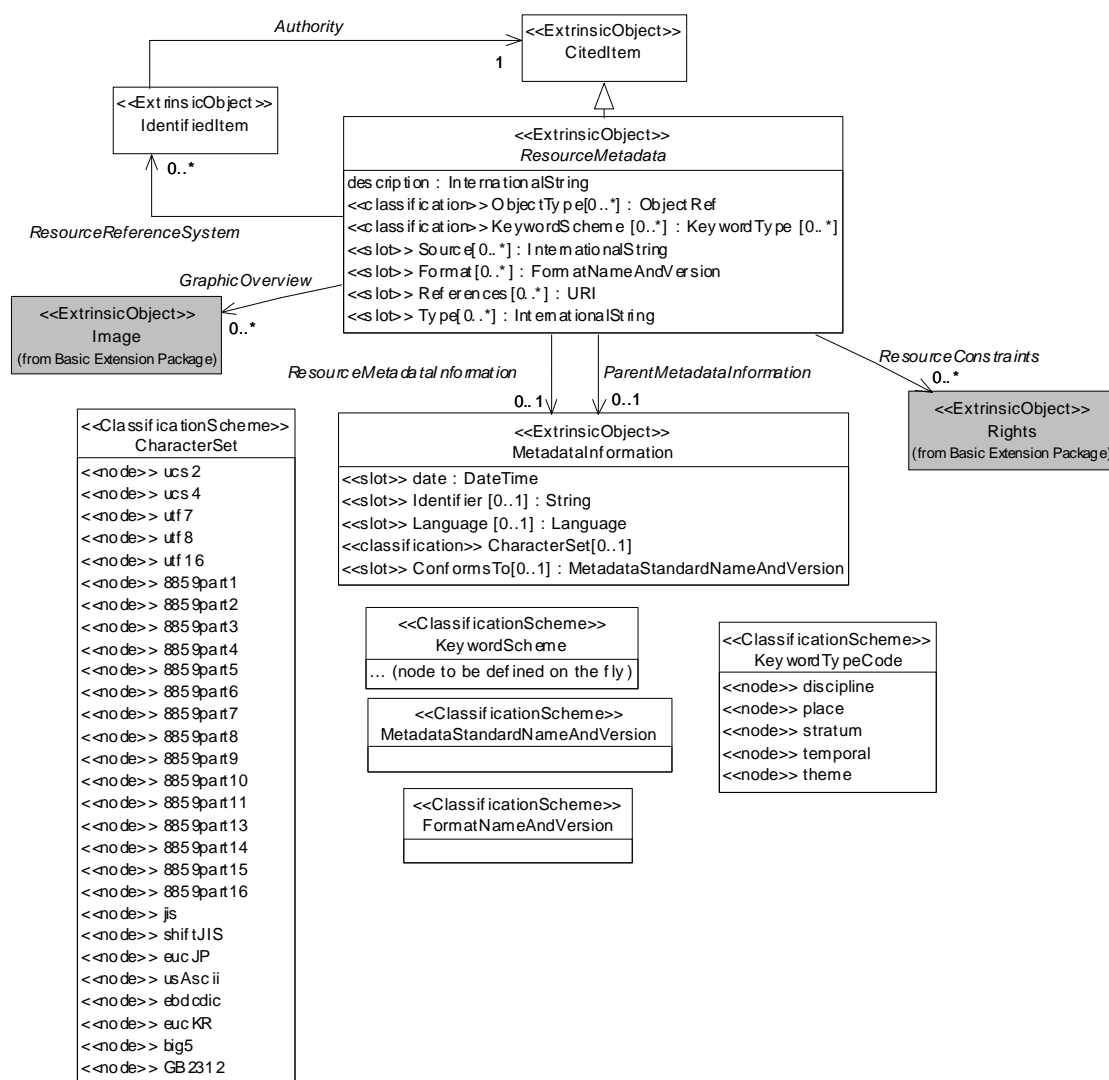 Authority
<<ExtrinsicObject>>
CitedItem
1
<<ExtrinsicObject>>
IdentifiedItem
0..*
ResourceReferenceSystem
<<ExtrinsicObject>>
ResourceMetadata
description : InternationalString
<<classification>> ObjectType[0..*] : ObjectRef
<<classification>> KeywordScheme [0..*] : KeywordType [0..*]
<<slot>> Source[0..*] : InternationalString
<<slot>> Format[0..*] : FormatNameAndVersion
<<slot>> References[0..*] : URI
<<slot>> Type[0..*] : InternationalString
GraphicOverview
0..*
<<ExtrinsicObject>>
Image
(from Basic Extension Package)
ResourceMetadataInformation
0..1
ParentMetadataInformation
0..1
ResourceConstraints
0..*
<<ExtrinsicObject>>
Rights
(from Basic Extension Package)
<<ExtrinsicObject>>
MetadataInformation
<<slot>> date : DateTime
<<slot>> Identifier [0..1] : String
<<slot>> Language [0..1] : Language
<<classification>> CharacterSet[0..1]
<<slot>> ConformsTo[0..1] : MetadataStandardNameAndVersion
<<ClassificationScheme>>
CharacterSet
<<node>> ucs2
<<node>> ucs4
<<node>> utf7
<<node>> utf8
<<node>> utf16
<<node>> 8859part1
<<node>> 8859part2
<<node>> 8859part3
<<node>> 8859part4
<<node>> 8859part5
<<node>> 8859part6
<<node>> 8859part7
<<node>> 8859part8
<<node>> 8859part9
<<node>> 8859part10
<<node>> 8859part11
<<node>> 8859part13
<<node>> 8859part14
<<node>> 8859part15
<<node>> 8859part16
<<node>> jis
<<node>> shiftJIS
<<node>> eucJP
<<node>> usAscii
<<node>> ebdcdic
<<node>> eucKR
<<node>> big5
<<node>> GB2312
<<ClassificationScheme>>
KeywordScheme
... (node to be defined on the fly)
<<ClassificationScheme>>
MetadataStandardNameAndVersion
<<ClassificationScheme>>
FormatNameAndVersion
<<ClassificationScheme>>
KeywordTypeCode
<<node>> discipline
<<node>> place
<<node>> stratum
<<node>> temporal
<<node>> theme